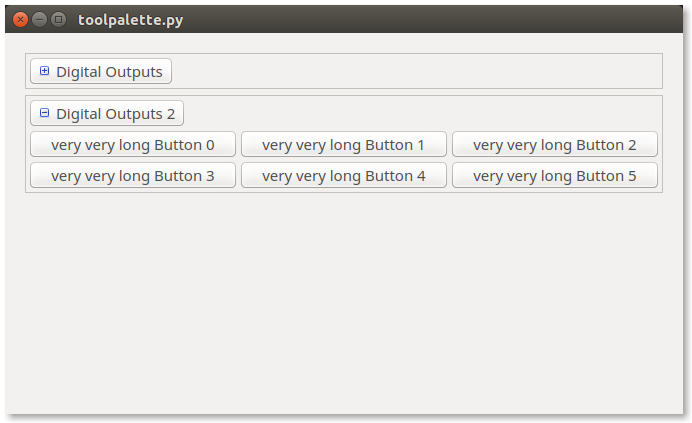 toolpalette.py
Digital Outputs
Digital Outputs 2
very very long Button 0 very very long Button 1 very very long Button 2
very very long Button 3 very very long Button 4 very very long Button 5